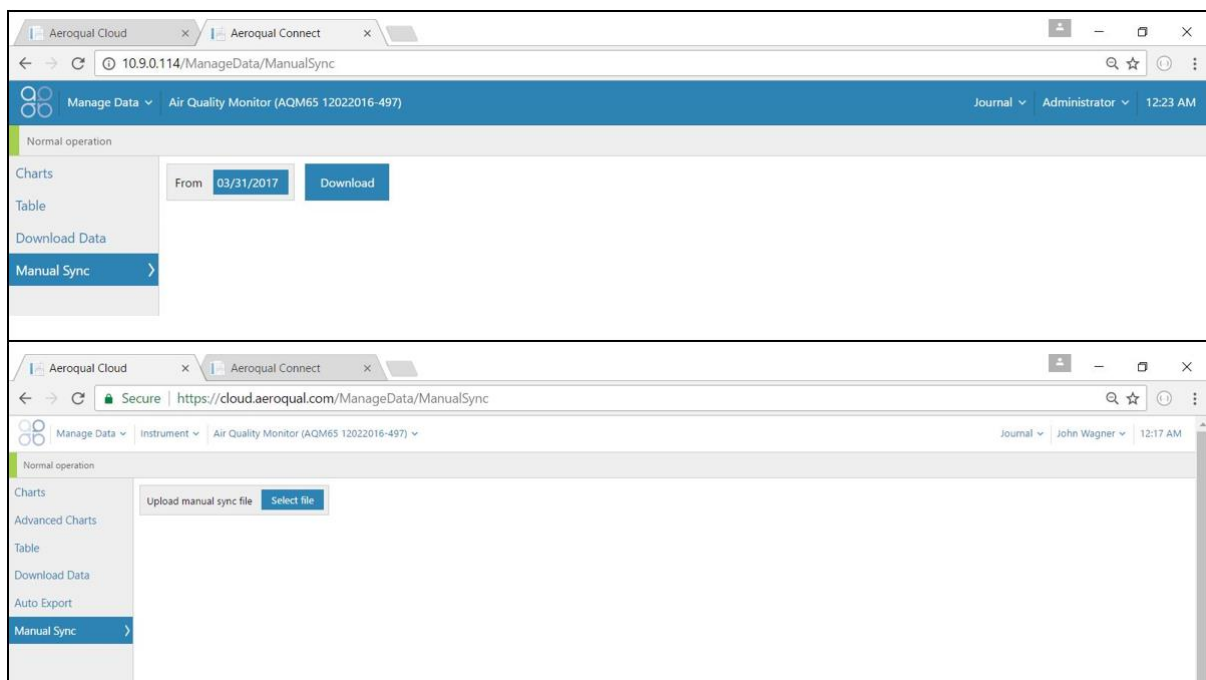 Aeroqual Cloud Aeroqual Connect
10.9.0.114/ManageData/ManualSync
Manage Data Air Quality Monitor (AQM65 12022016-497) Journal Administrator 12:23 AM
Normal operation
Charts
From 03/31/2017 Download
Table
Download Data
Manual Sync
Aeroqual Cloud Aeroqual Connect
Secure | https://cloud.aeroqual.com/ManageData/ManualSync
Manage Data Instrument Air Quality Monitor (AQM65 12022016-497) Journal John Wagner 12:17 AM
Normal operation
Charts
Upload manual sync file Select file
Advanced Charts
Table
Download Data
Auto Export
Manual Sync